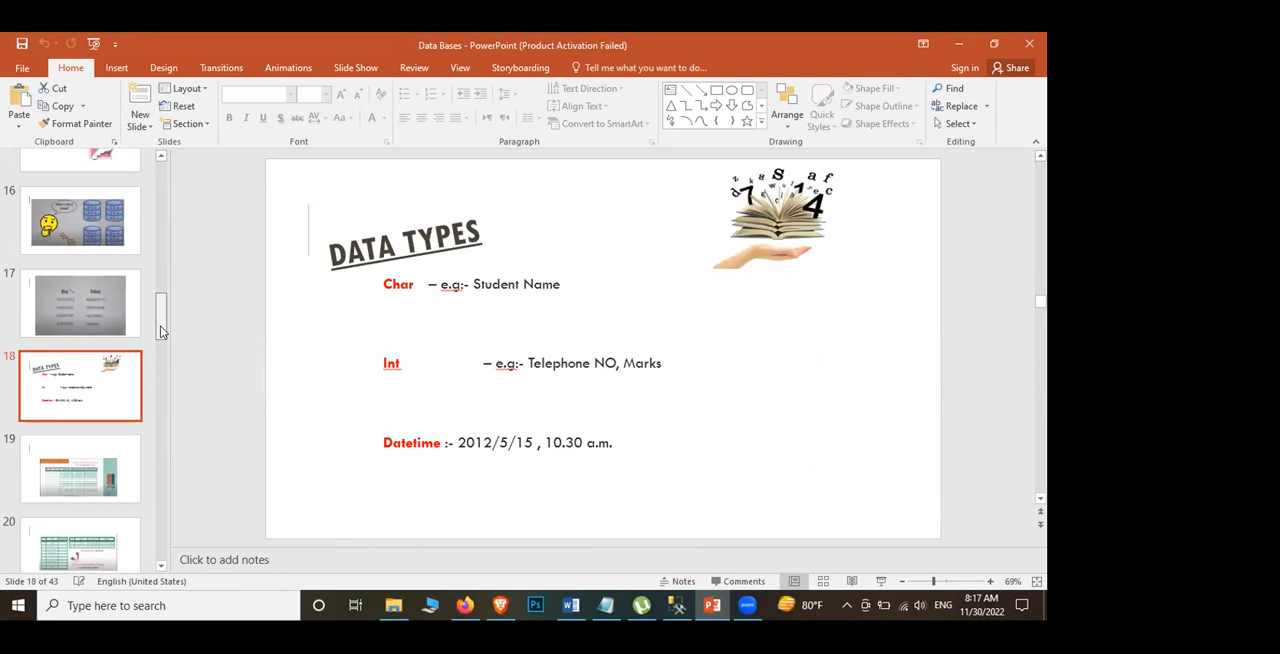 Data Bases - PowerPoint (Product Activation Failed)
File Home Insert Design Transitions Animations Slide Show Review View Storyboarding Tell me what you want to do... Sign in Share
Paste Cut Copy Format Painter
Clipboard
New Slide Layout Reset Section
Slides
B I U S abc AV Aa A
Font
Text Direction Align Text Convert to SmartArt
Paragraph
Arrange Quick Styles Shape Fill Shape Outline Shape Effects
Drawing
Find Replace Select
Editing
16
17
18
19
20
DATA TYPES
Char – e.g:- Student Name
Int – e.g:- Telephone NO, Marks
Datetime :- 2012/5/15 , 10.30 a.m.
Click to add notes
Slide 18 of 43 English (United States) Notes Comments 69%
Type here to search 80°F ENG 8:17 AM
11/30/2022